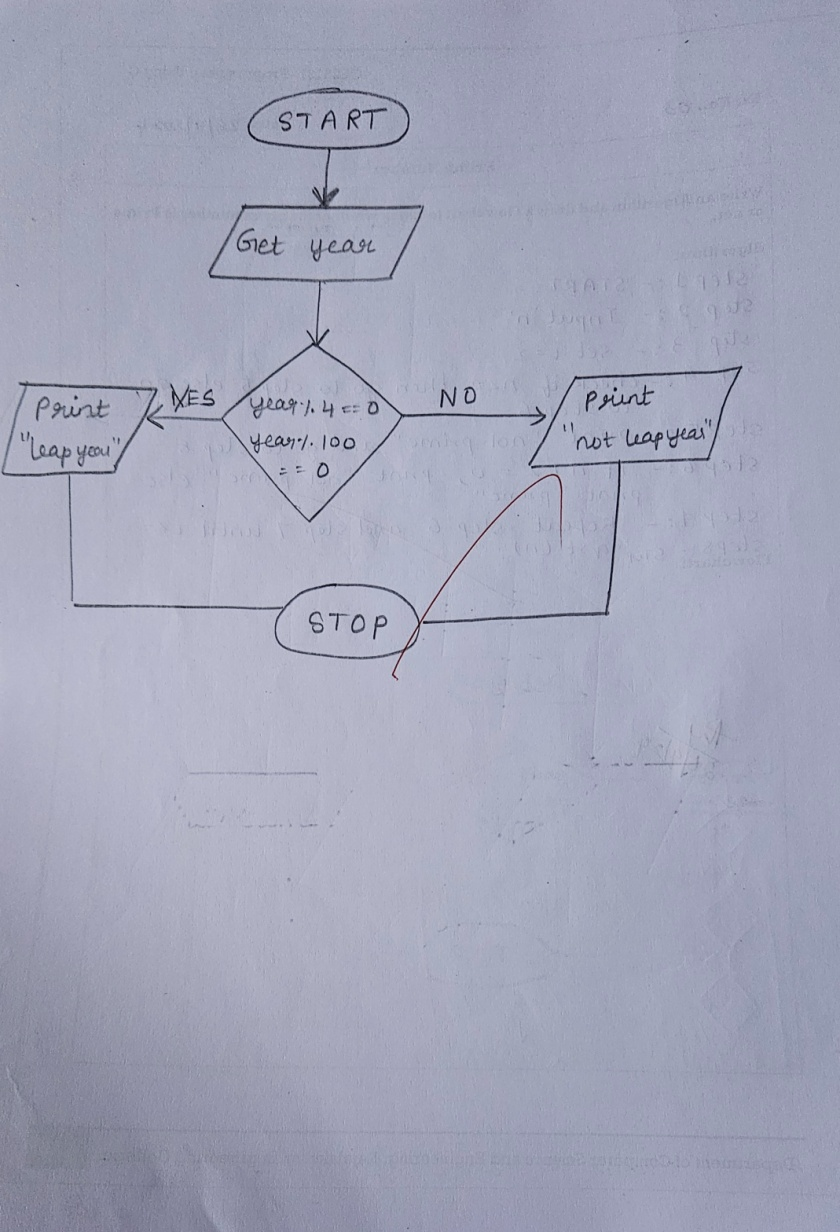 START
Get year
Print
"leap year"
YES
year % 4 == 0
year % 100
== 0
NO
Print
"not leap year"
STOP